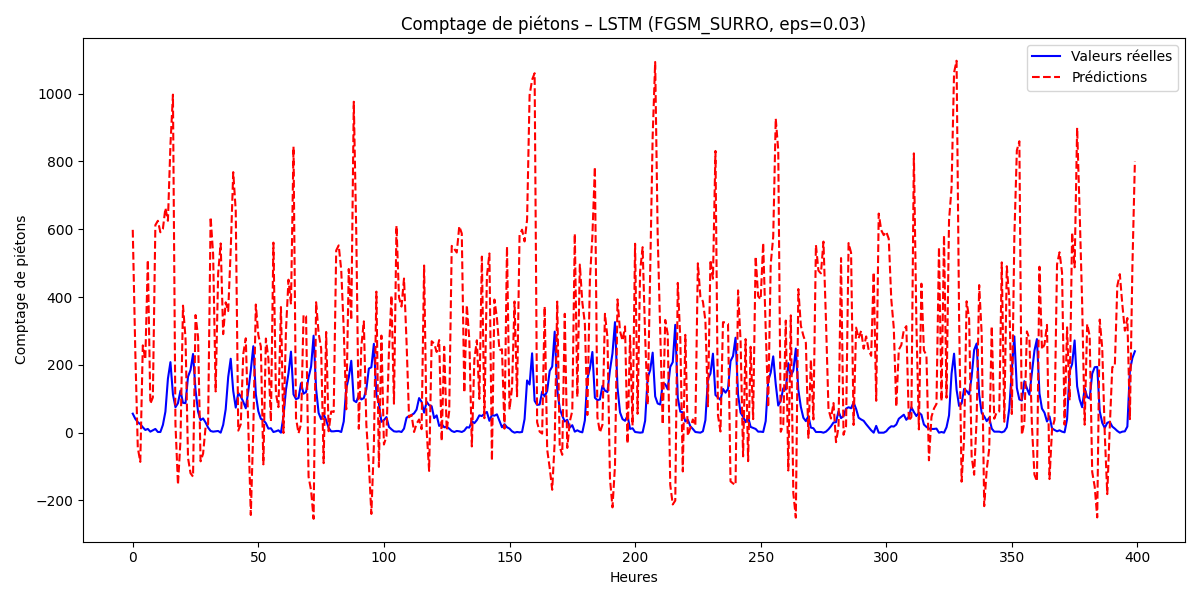 Comptage de piétons – LSTM (FGSM_SURRO, eps=0.03)
Valeurs réelles
Prédictions
Comptage de piétons
1000
800
600
400
200
0
−200
0 50 100 150 200 250 300 350 400
Heures